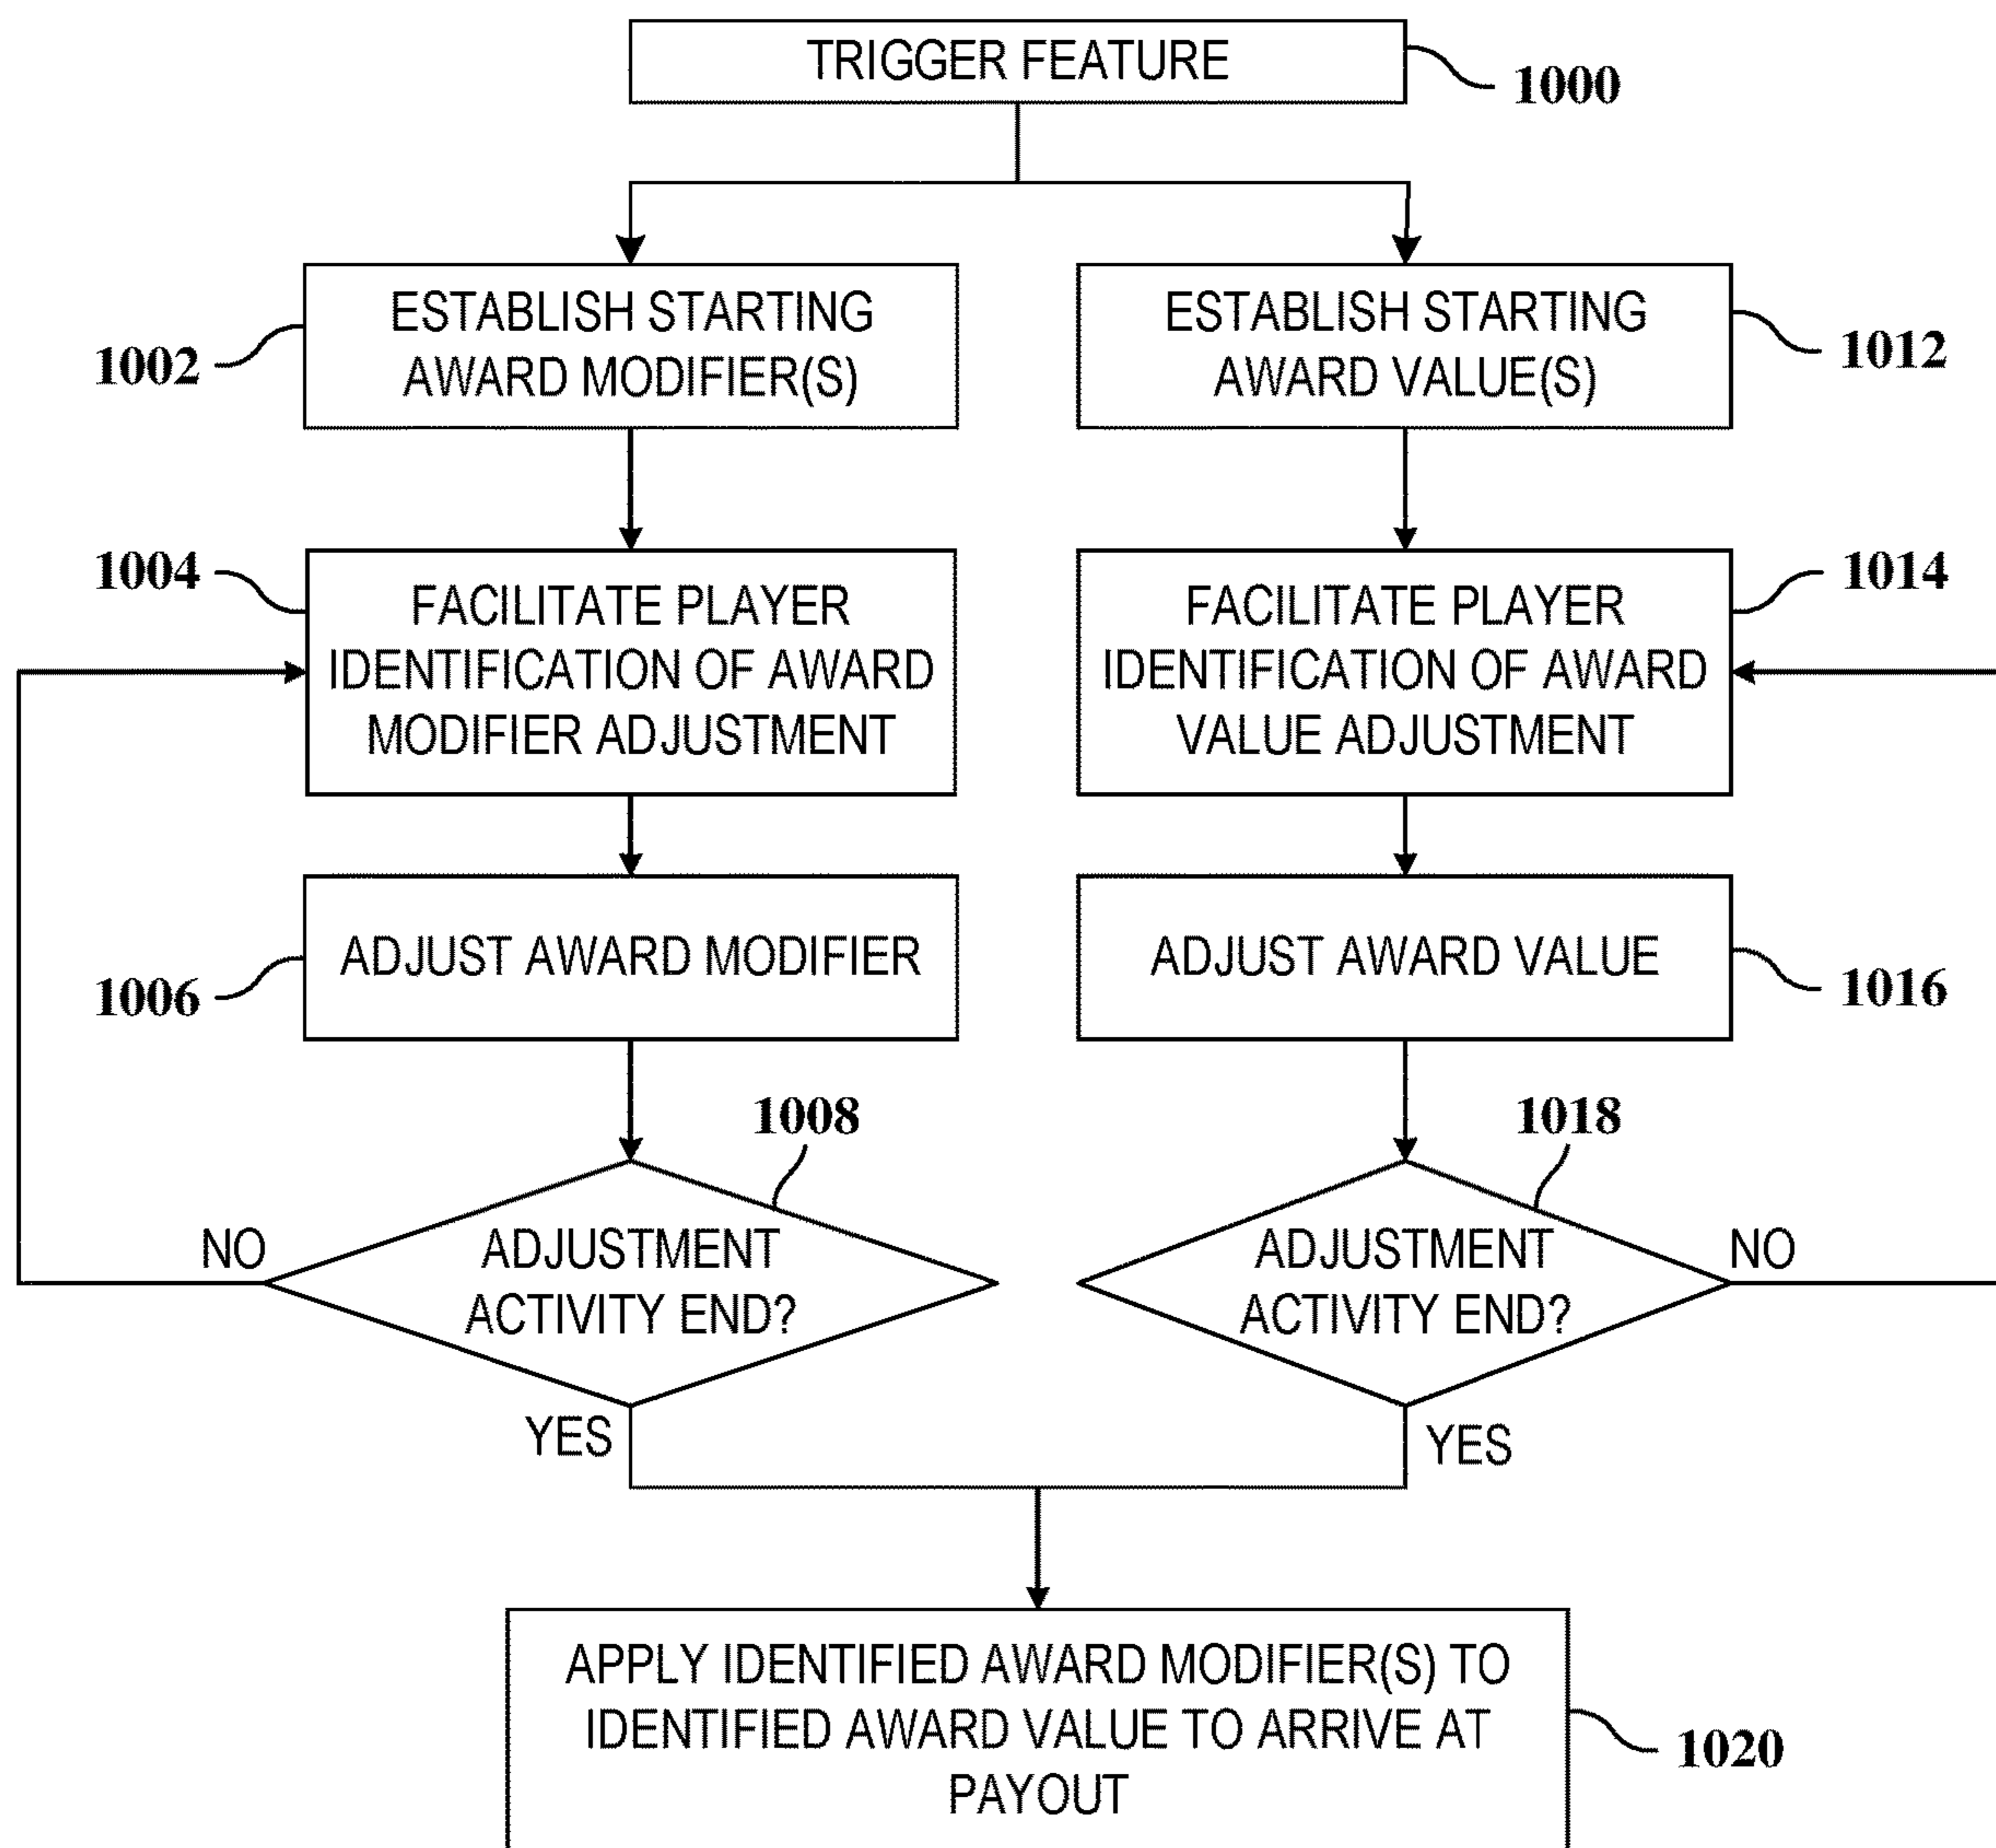 TRIGGER FEATURE
1000
ESTABLISH STARTING
AWARD MODIFIER(S)
1002
ESTABLISH STARTING
AWARD VALUE(S)
1012
1004
FACILITATE PLAYER
IDENTIFICATION OF AWARD
MODIFIER ADJUSTMENT
FACILITATE PLAYER
IDENTIFICATION OF AWARD
VALUE ADJUSTMENT
1014
ADJUST AWARD MODIFIER
1006
ADJUST AWARD VALUE
1016
1008
1018
NO
ADJUSTMENT
ACTIVITY END?
ADJUSTMENT
ACTIVITY END?
NO
YES
YES
APPLY IDENTIFIED AWARD MODIFIER(S) TO
IDENTIFIED AWARD VALUE TO ARRIVE AT
PAYOUT
1020